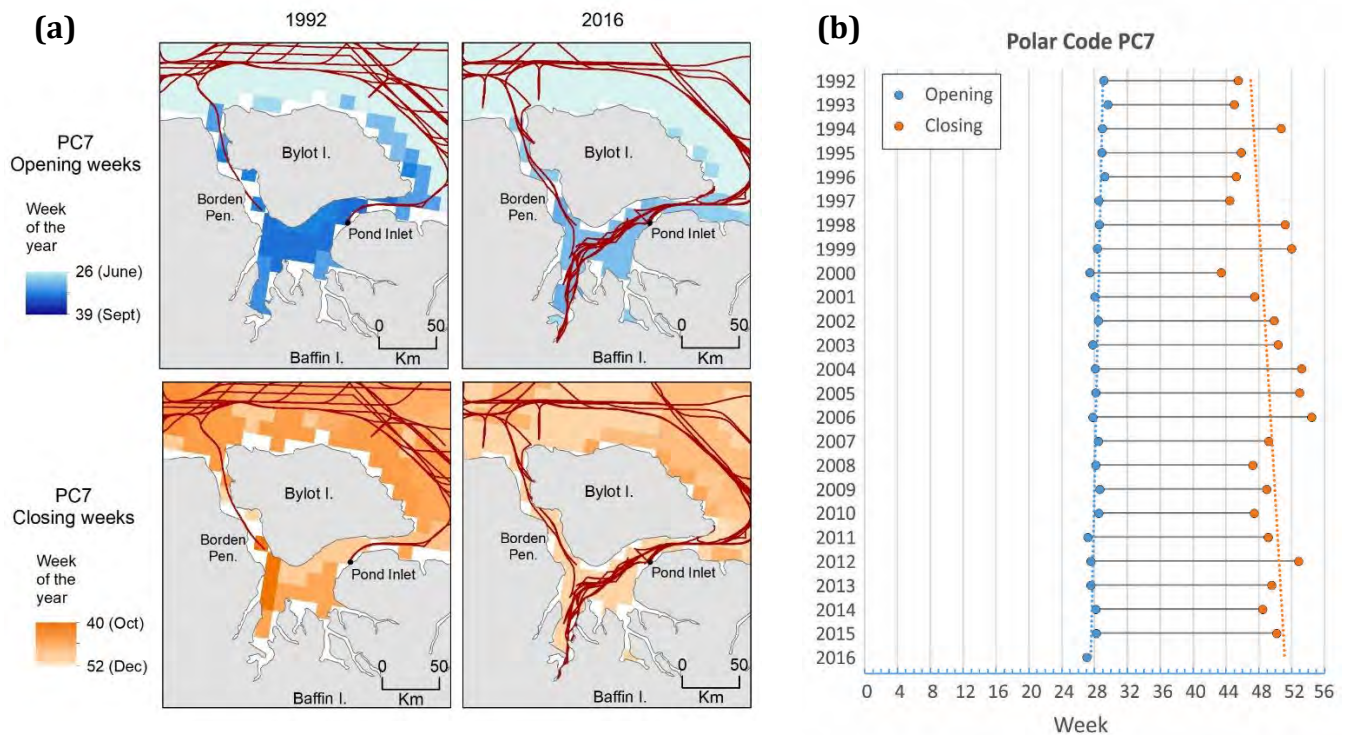 (a)
1992
2016
PC7
Opening weeks
Week
of the
year
26 (June)
39 (Sept)
Bylot I.
Borden
Pen.
Pond Inlet
0 50
Km
Baffin I.
Bylot I.
Borden
Pen.
Pond Inlet
0 50
Km
Baffin I.
PC7
Closing weeks
Week
of the
year
40 (Oct)
52 (Dec)
Bylot I.
Borden
Pen.
Pond Inlet
0 50
Km
Baffin I.
Bylot I.
Borden
Pen.
Pond Inlet
0 50
Km
Baffin I.
(b)
Polar Code PC7
Opening
Closing
1992
1993
1994
1995
1996
1997
1998
1999
2000
2001
2002
2003
2004
2005
2006
2007
2008
2009
2010
2011
2012
2013
2014
2015
2016
0 4 8 12 16 20 24 28 32 36 40 44 48 52 56
Week